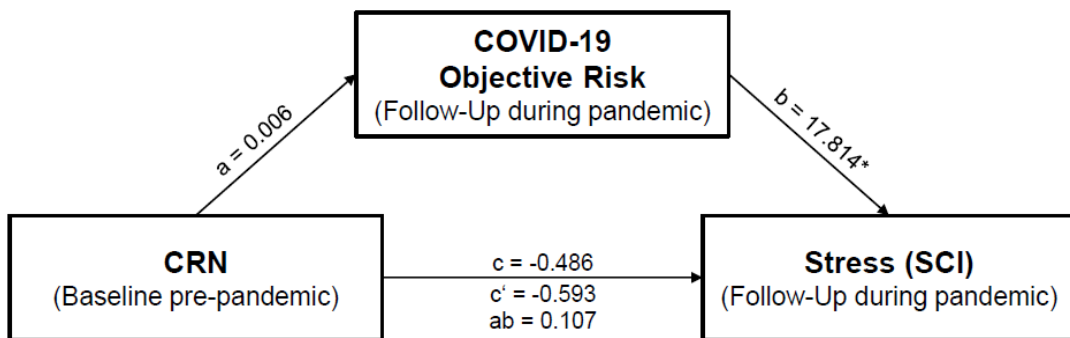 COVID-19
Objective Risk
(Follow-Up during pandemic)
a = 0.006
b = 17.814*
CRN
(Baseline pre-pandemic)
c = -0.486
c‘ = -0.593
ab = 0.107
Stress (SCI)
(Follow-Up during pandemic)